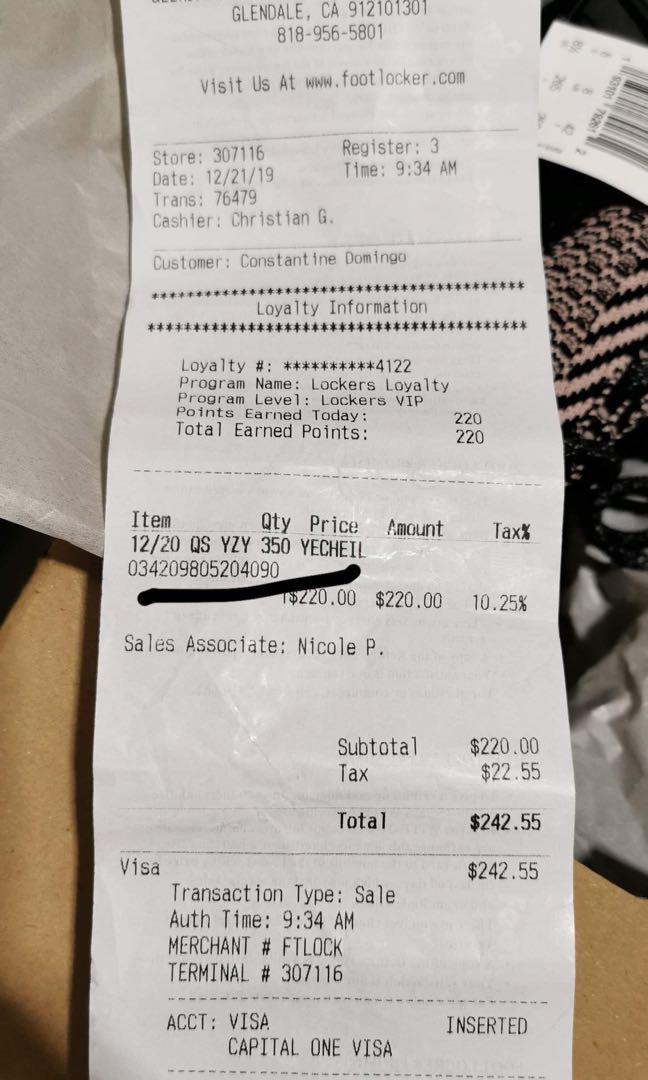 GLENDALE, CA 912101301
818-956-5801
Visit Us At www.footlocker.com
Store: 307116 Register: 3
Date: 12/21/19 Time: 9:34 AM
Trans: 76479
Cashier: Christian G.
Customer: Constantine Domingo
******************************************
Loyalty Information
******************************************
Loyalty #: **********4122
Program Name: Lockers Loyalty
Program Level: Lockers VIP
Points Earned Today: 220
Total Earned Points: 220
Item Qty Price Amount Tax%
12/20 QS YZY 350 YECHEIL
034209805204090
1 $220.00 $220.00 10.25%
Sales Associate: Nicole P.
Subtotal $220.00
Tax $22.55
Total $242.55
Visa $242.55
Transaction Type: Sale
Auth Time: 9:34 AM
MERCHANT # FTLOCK
TERMINAL # 307116
ACCT: VISA INSERTED
CAPITAL ONE VISA